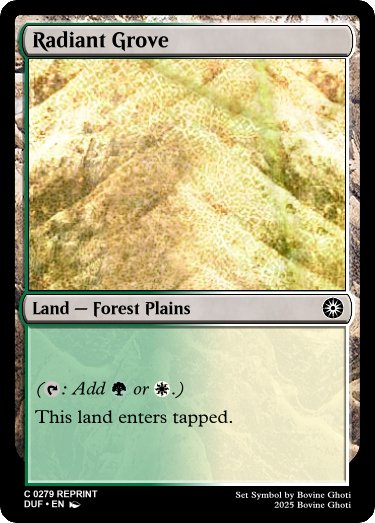 Radiant Grove
Land — Forest Plains
(: Add or .)
This land enters tapped.
C 0279 REPRINT
Set Symbol by Bovine Ghoti
DUF • EN
2025 Bovine Ghoti